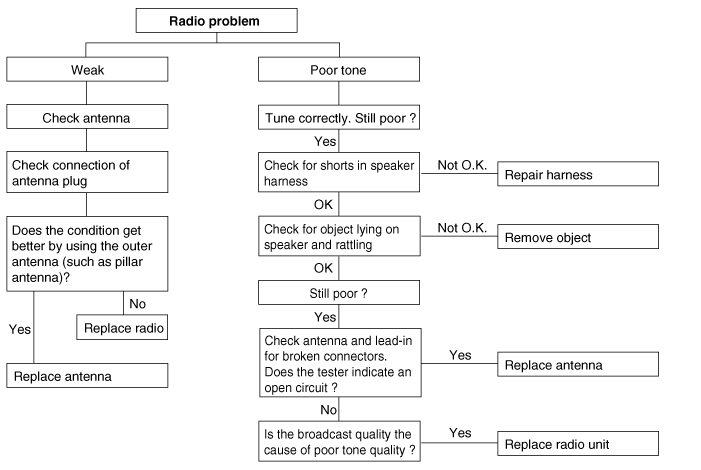 Radio problem
Weak
Check antenna
Check connection of
antenna plug
Does the condition get
better by using the outer
antenna (such as pillar
antenna)?
No
Replace radio
Yes
Replace antenna
Poor tone
Tune correctly. Still poor ?
Yes
Check for shorts in speaker
harness
Not O.K.
Repair harness
OK
Check for object lying on
speaker and rattling
Not O.K.
Remove object
OK
Still poor ?
Yes
Check antenna and lead-in
for broken connectors.
Does the tester indicate an
open circuit ?
Yes
Replace antenna
No
Is the broadcast quality the
cause of poor tone quality ?
Yes
Replace radio unit